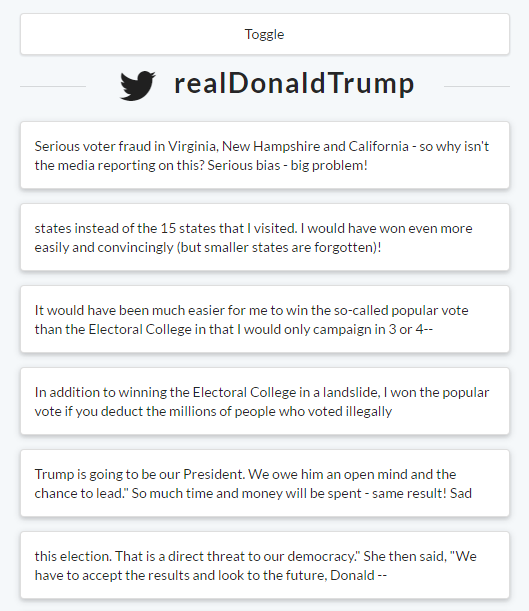 Toggle
realDonaldTrump
Serious voter fraud in Virginia, New Hampshire and California - so why isn't
the media reporting on this? Serious bias - big problem!
states instead of the 15 states that I visited. I would have won even more
easily and convincingly (but smaller states are forgotten)!
It would have been much easier for me to win the so-called popular vote
than the Electoral College in that I would only campaign in 3 or 4--
In addition to winning the Electoral College in a landslide, I won the popular
vote if you deduct the millions of people who voted illegally
Trump is going to be our President. We owe him an open mind and the
chance to lead." So much time and money will be spent - same result! Sad
this election. That is a direct threat to our democracy." She then said, "We
have to accept the results and look to the future, Donald --